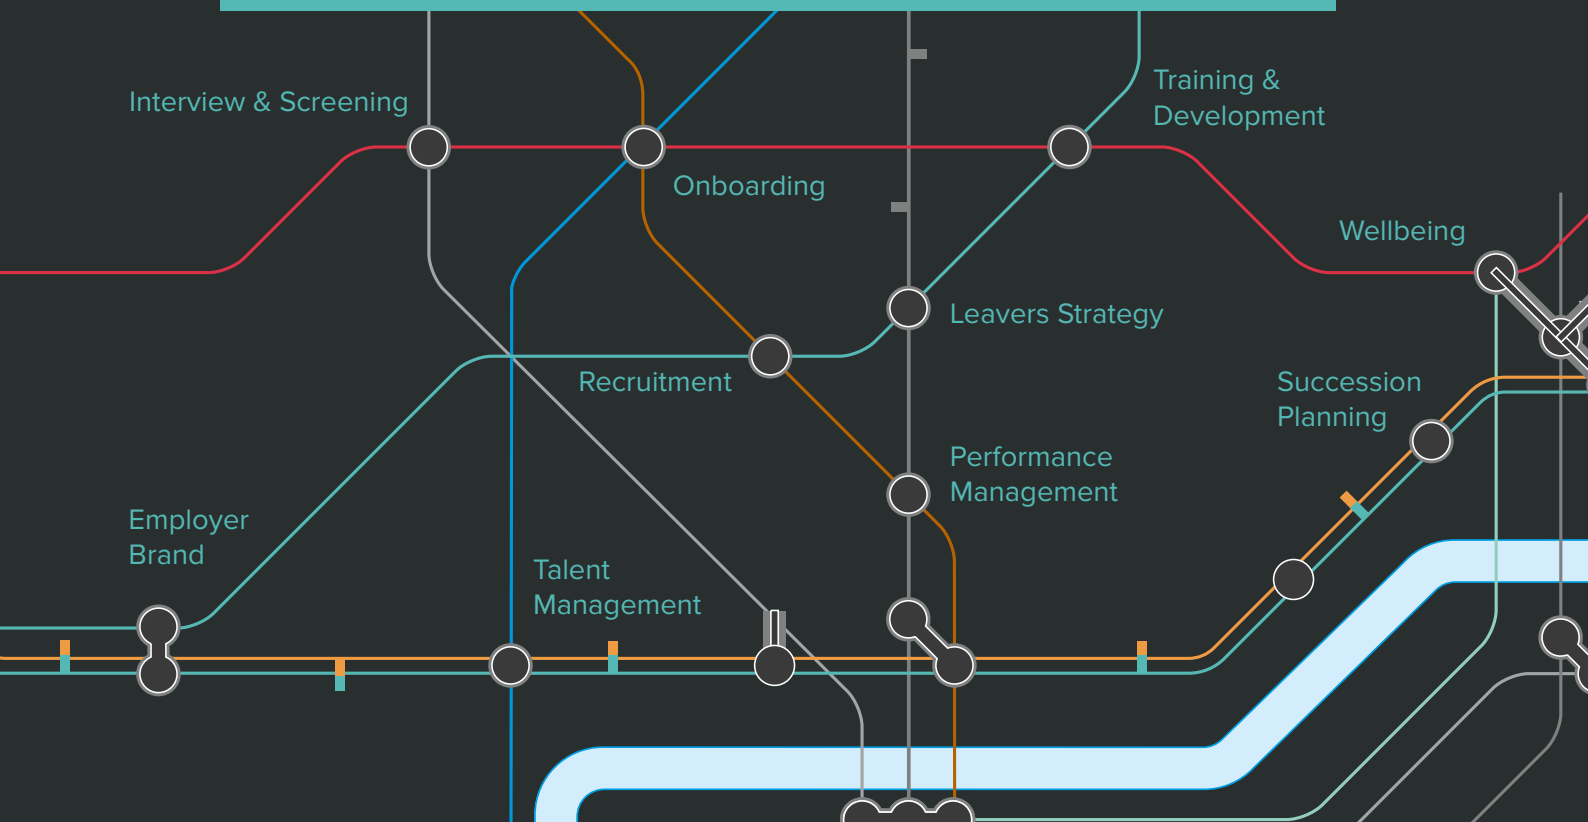 Training &
Development
Interview & Screening
Onboarding
Wellbeing
Leavers Strategy
Recruitment
Succession
Planning
Performance
Management
Employer
Brand
Talent
Management